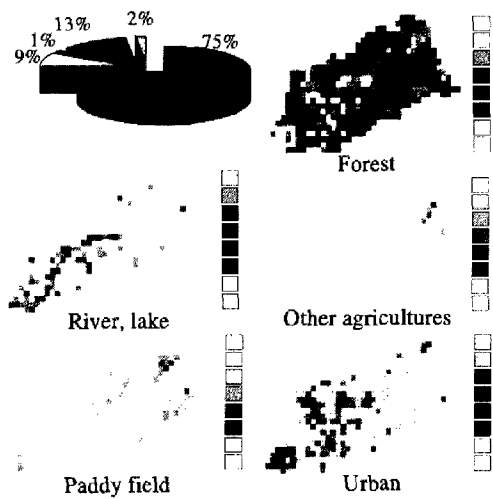 13% 2% 75%
1%
9%
Forest
River, lake
Other agricultures
Paddy field
Urban